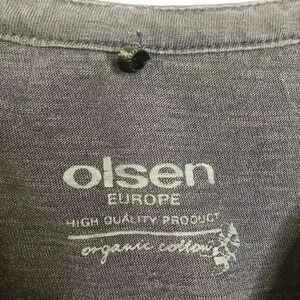 olsen
EUROPE
HIGH QUALITY PRODUCT
organic cotton